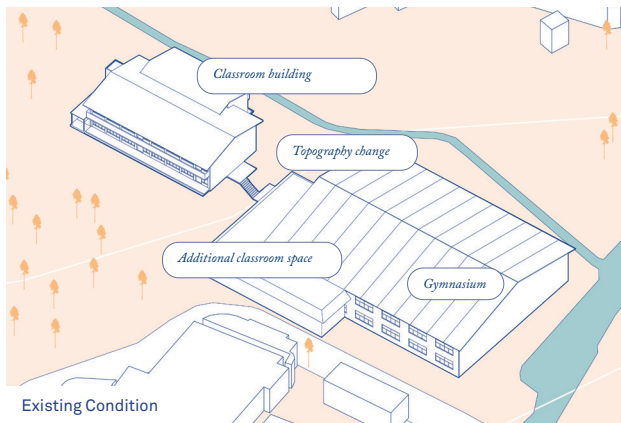 Classroom building
Topography change
Additional classroom space
Gymnasium
Existing Condition